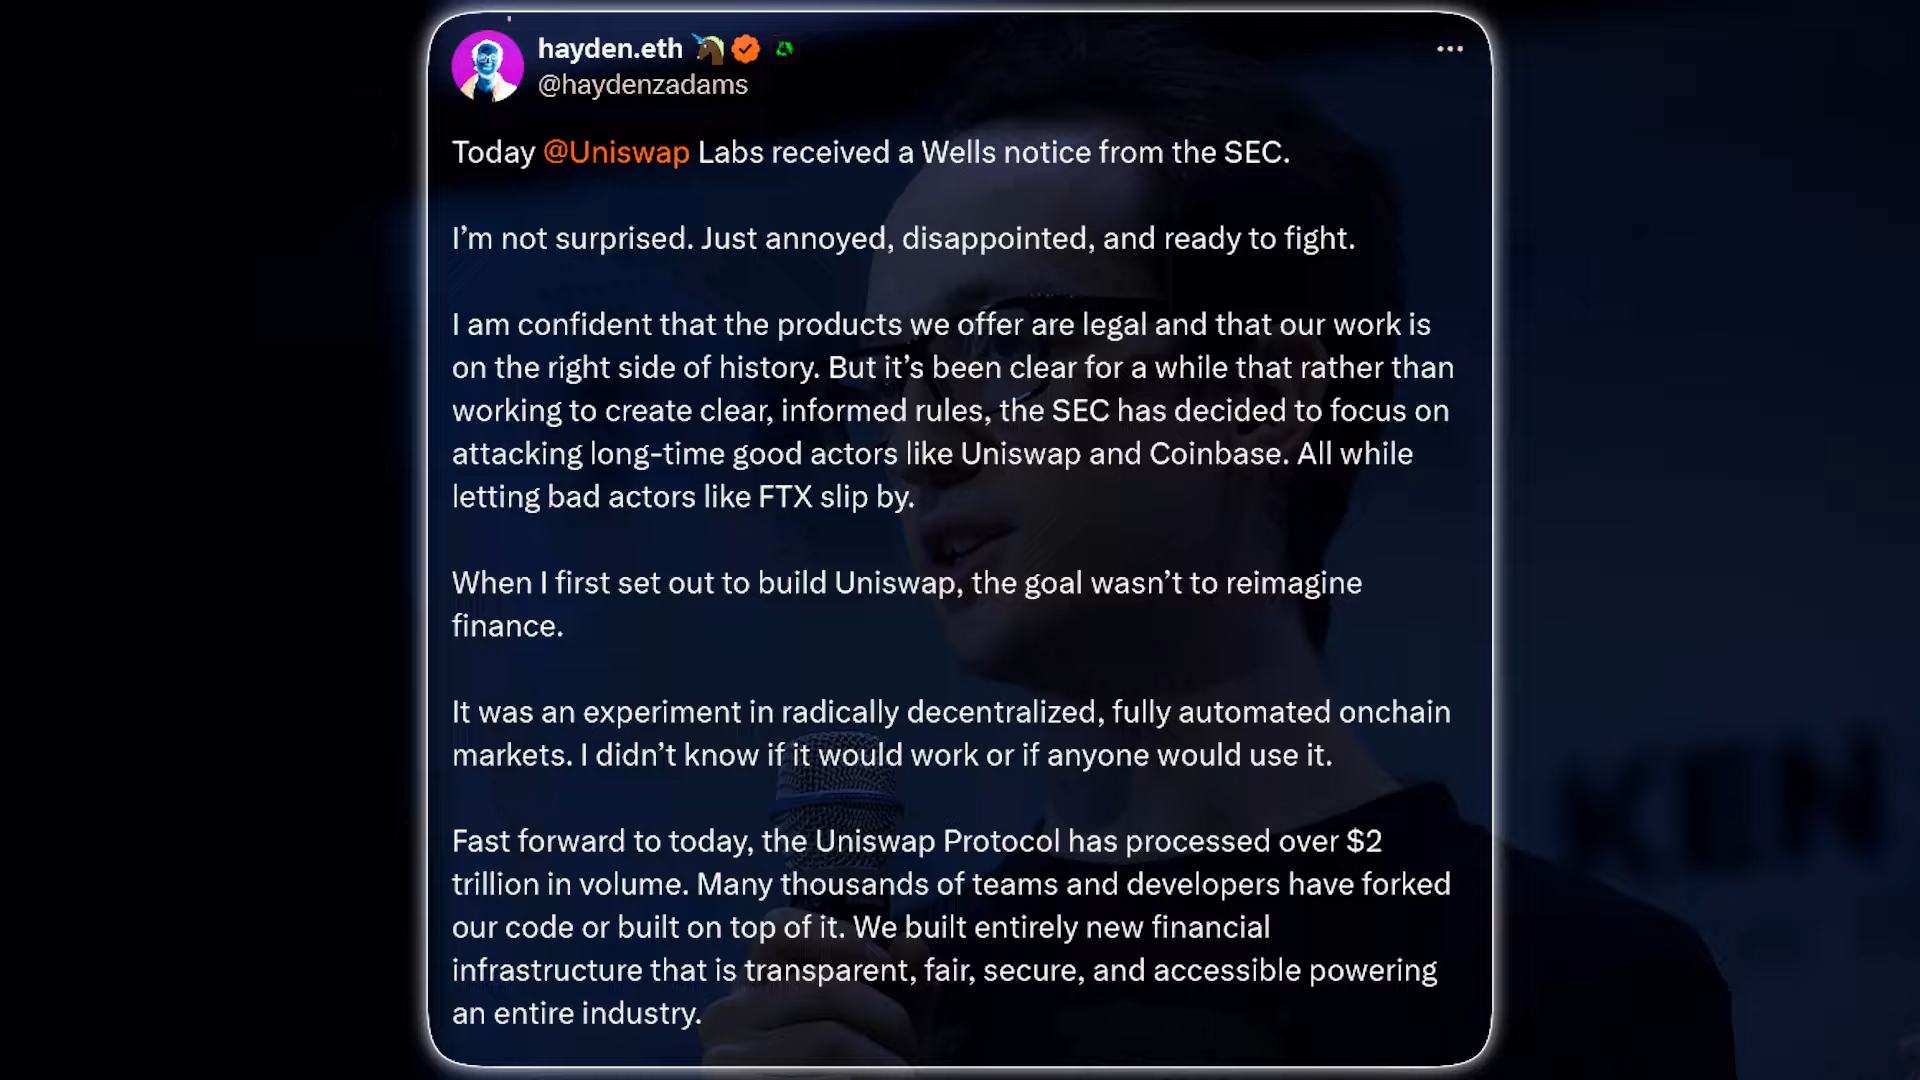 hayden.eth
@haydenzadams
Today @Uniswap Labs received a Wells notice from the SEC.
I’m not surprised. Just annoyed, disappointed, and ready to fight.
I am confident that the products we offer are legal and that our work is
on the right side of history. But it’s been clear for a while that rather than
working to create clear, informed rules, the SEC has decided to focus on
attacking long-time good actors like Uniswap and Coinbase. All while
letting bad actors like FTX slip by.
When I first set out to build Uniswap, the goal wasn’t to reimagine
finance.
It was an experiment in radically decentralized, fully automated onchain
markets. I didn’t know if it would work or if anyone would use it.
Fast forward to today, the Uniswap Protocol has processed over $2
trillion in volume. Many thousands of teams and developers have forked
our code or built on top of it. We built entirely new financial
infrastructure that is transparent, fair, secure, and accessible powering
an entire industry.